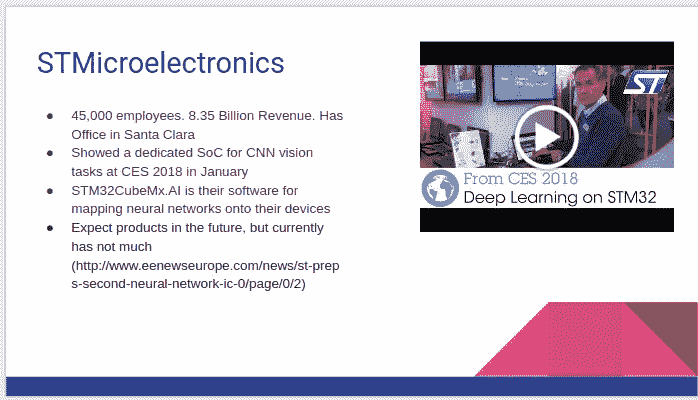 STMicroelectronics
● 45,000 employees. 8.35 Billion Revenue. Has
Office in Santa Clara
● Showed a dedicated SoC for CNN vision
tasks at CES 2018 in January
● STM32CubeMx.AI is their software for
mapping neural networks onto their devices
● Expect products in the future, but currently
has not much
(http://www.eenewseurope.com/news/st-prep
s-second-neural-network-ic-0/page/0/2)
ST
From CES 2018
Deep Learning on STM32